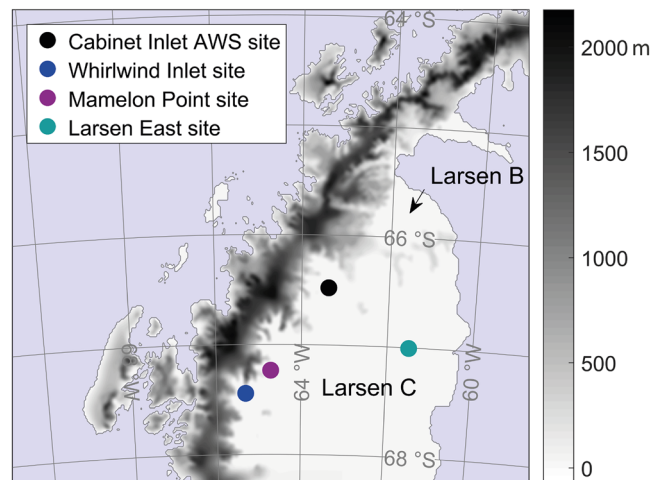 64 °S
Cabinet Inlet AWS site
Whirlwind Inlet site
Mamelon Point site
Larsen East site
2000 m
1500
1000
500
0
Larsen B
66 °S
64 °W
60 °W
Larsen C
68 °S